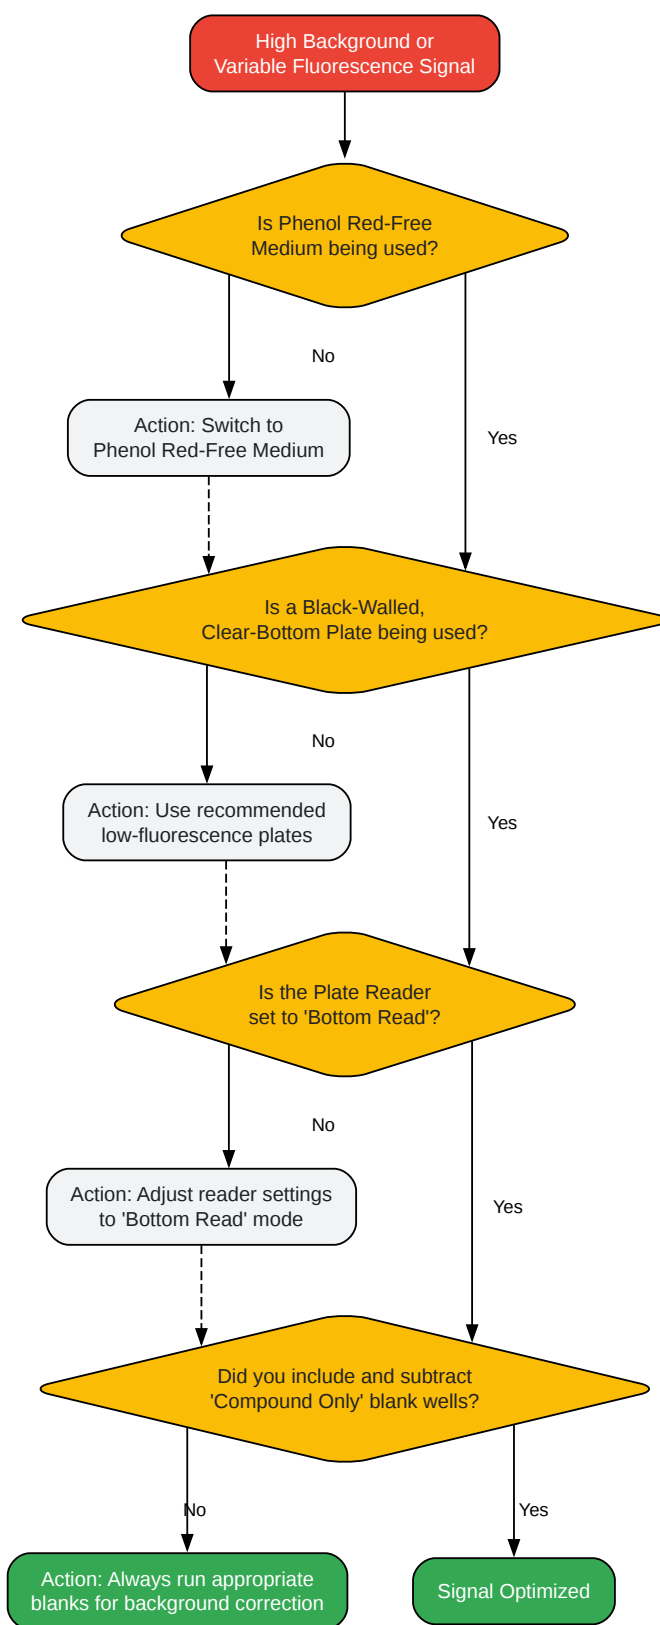 High Background or
Variable Fluorescence Signal
Is Phenol Red-Free
Medium being used?
No
Action: Switch to
Phenol Red-Free Medium
Yes
Is a Black-Walled,
Clear-Bottom Plate being used?
No
Action: Use recommended
low-fluorescence plates
Yes
Is the Plate Reader
set to 'Bottom Read'?
No
Action: Adjust reader settings
to 'Bottom Read' mode
Yes
Did you include and subtract
'Compound Only' blank wells?
No
Yes
Action: Always run appropriate
blanks for background correction
Signal Optimized